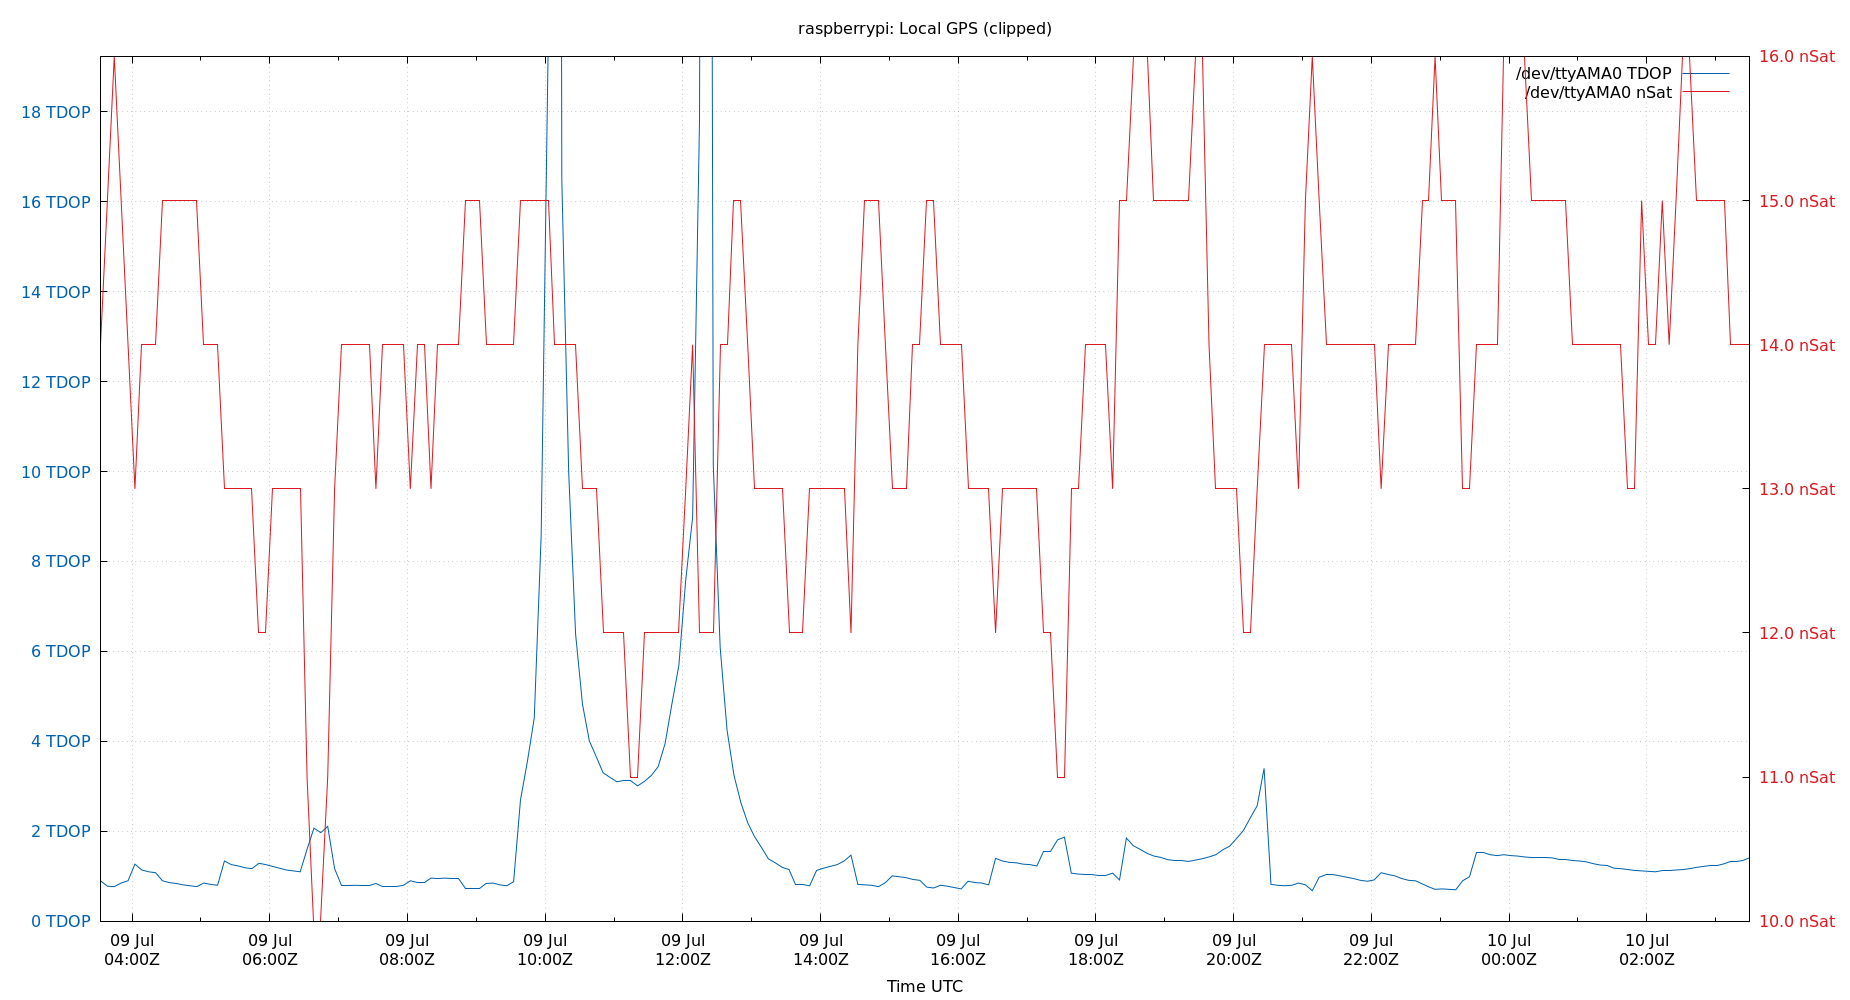 raspberrypi: Local GPS (clipped)
16.0 nSat
/dev/ttyAMA0 TDOP
/dev/ttyAMA0 nSat
18 TDOP
16 TDOP
15.0 nSat
14 TDOP
14.0 nSat
12 TDOP
10 TDOP
13.0 nSat
8 TDOP
12.0 nSat
6 TDOP
4 TDOP
11.0 nSat
2 TDOP
0 TDOP
10.0 nSat
09 Jul 09 Jul 09 Jul 09 Jul 09 Jul 09 Jul 09 Jul 09 Jul 09 Jul 09 Jul 10 Jul 10 Jul
04:00Z 06:00Z 08:00Z 10:00Z 12:00Z 14:00Z 16:00Z 18:00Z 20:00Z 22:00Z 00:00Z 02:00Z
Time UTC